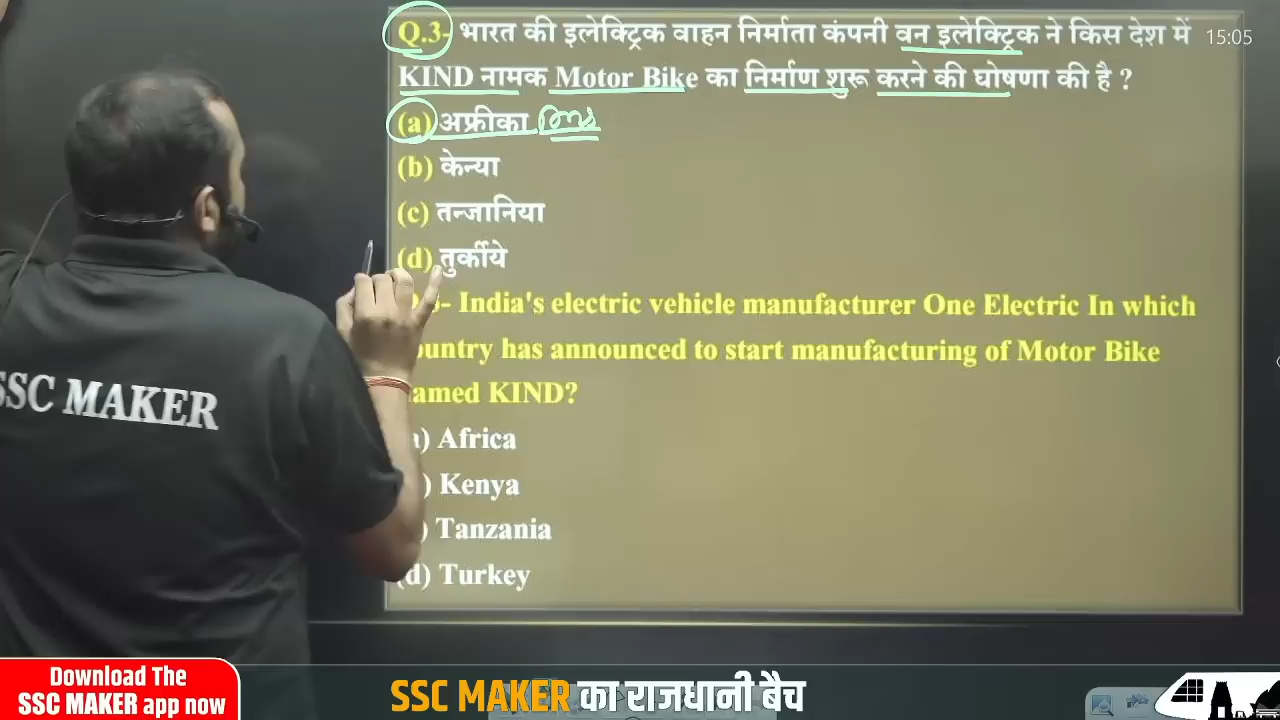 Q.3- भारत की इलेक्ट्रिक वाहन निर्माता कंपनी वन इलेक्ट्रिक ने किस देश में
15:05
KIND नामक Motor Bike का निर्माण शुरू करने की घोषणा की है ?
(a) अफ्रीका
(b) केन्या
(c) तन्जानिया
(d) तुर्कीये
- India's electric vehicle manufacturer One Electric In which
ountry has announced to start manufacturing of Motor Bike
amed KIND?
) Africa
) Kenya
) Tanzania
(d) Turkey
SSC MAKER
Download The
SSC MAKER app now
SSC MAKER का राजधानी बैच